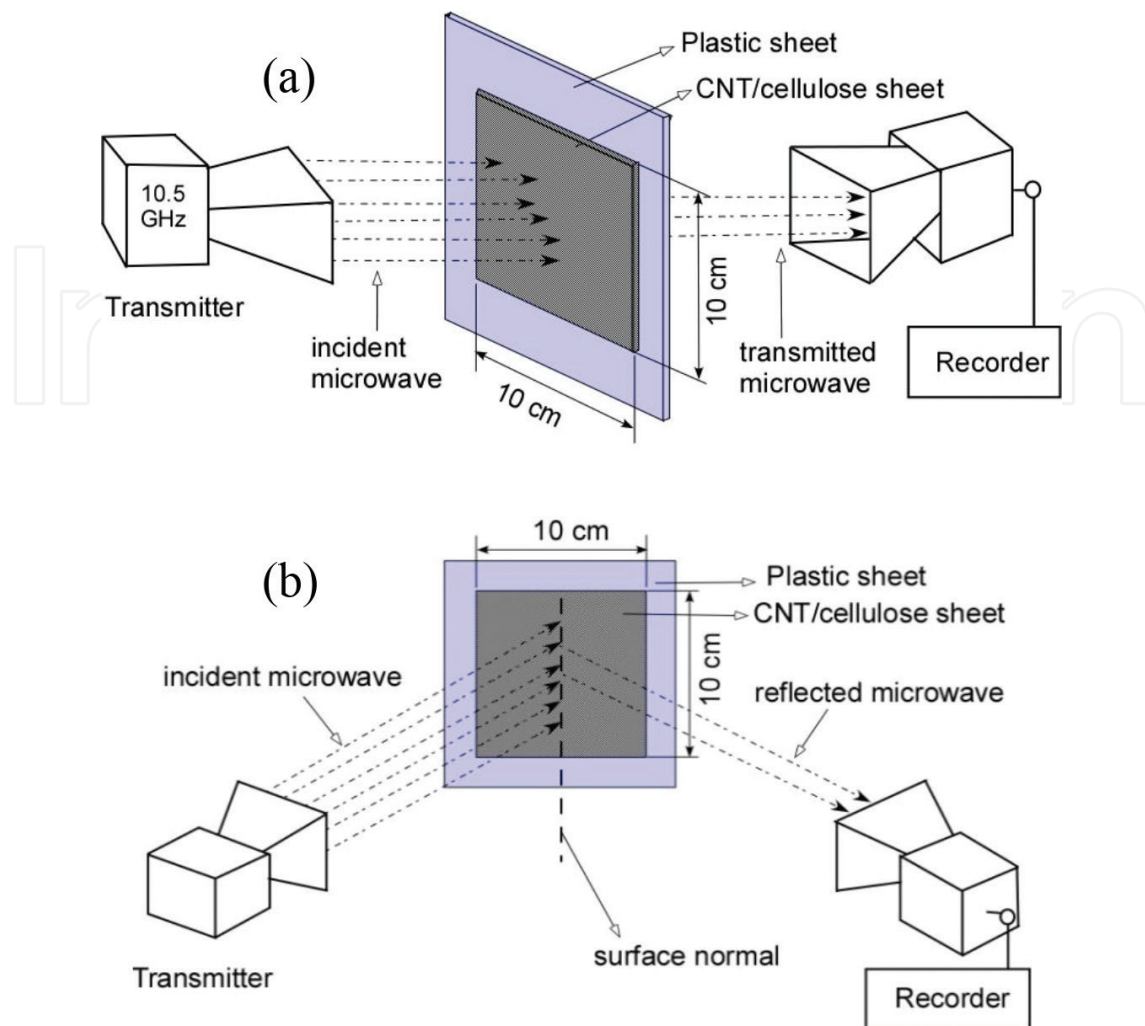 (a)
Plastic sheet
CNT/cellulose sheet
10.5
GHz
Transmitter
incident
microwave
10 cm
10 cm
transmitted
microwave
Recorder
(b)
10 cm
Plastic sheet
CNT/cellulose sheet
10 cm
incident microwave
reflected microwave
surface normal
Transmitter
Recorder